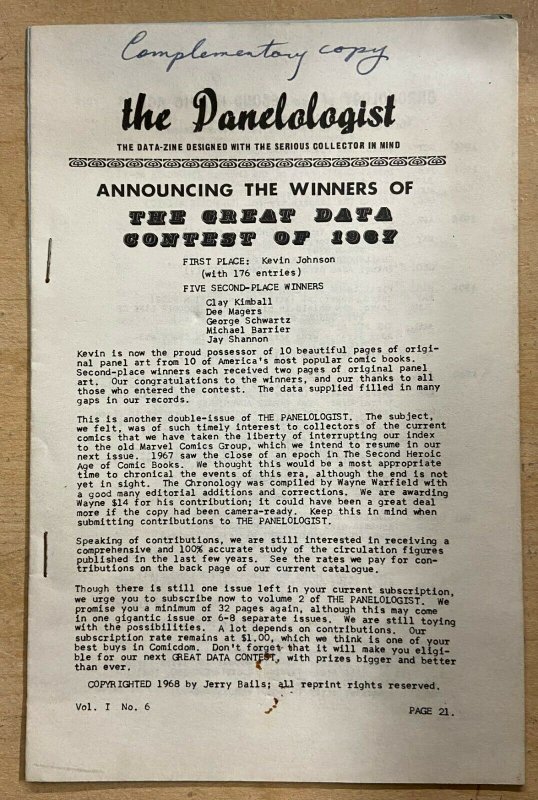 Complementary copy
the Panelologist
THE DATA-ZINE DESIGNED WITH THE SERIOUS COLLECTOR IN MIND
ANNOUNCING THE WINNERS OF
THE GREAT DATA
CONTEST OF 1967
FIRST PLACE: Kevin Johnson
(with 176 entries)
FIVE SECOND-PLACE WINNERS
Clay Kimball
Dee Magers
George Schwartz
Michael Barrier
Jay Shannon
Kevin is now the proud possessor of 10 beautiful pages of origi-
nal panel art from 10 of America's most popular comic books.
Second-place winners each received two pages of original panel
art. Our congratulations to the winners, and our thanks to all
those who entered the contest. The data supplied filled in many
gaps in our records.
This is another double-issue of THE PANELOLOGIST. The subject,
we felt, was of such timely interest to collectors of the current
comics that we have taken the liberty of interrupting our index
to the old Marvel Comics Group, which we intend to resume in our
next issue. 1967 saw the close of an epoch in The Second Heroic
Age of Comic Books. We thought this would be a most appropriate
time to chronical the events of this era, although the end is not
yet in sight. The Chronology was compiled by Wayne Warfield with
a good many editorial additions and corrections. We are awarding
Wayne $14 for his contribution; it could have been a great deal
more if the copy had been camera-ready. Keep this in mind when
submitting contributions to THE PANELOLOGIST.
Speaking of contributions, we are still interested in receiving a
comprehensive and 100% accurate study of the circulation figures
published in the last few years. See the rates we pay for con-
tributions on the back page of our current catalogue.
Though there is still one issue left in your current subscription,
we urge you to subscribe now to volume 2 of THE PANELOLOGIST. We
promise you a minimum of 32 pages again, although this may come
in one gigantic issue or 6-8 separate issues. We are still toying
with the possibilities. A lot depends on contributions. Our
subscription rate remains at $1.00, which we think is one of your
best buys in Comicdom. Don't forget that it will make you eligi-
ble for our next GREAT DATA CONTEST, with prizes bigger and better
than ever.
COPYRIGHTED 1968 by Jerry Bails; all reprint rights reserved.
Vol. I No. 6
PAGE 21.